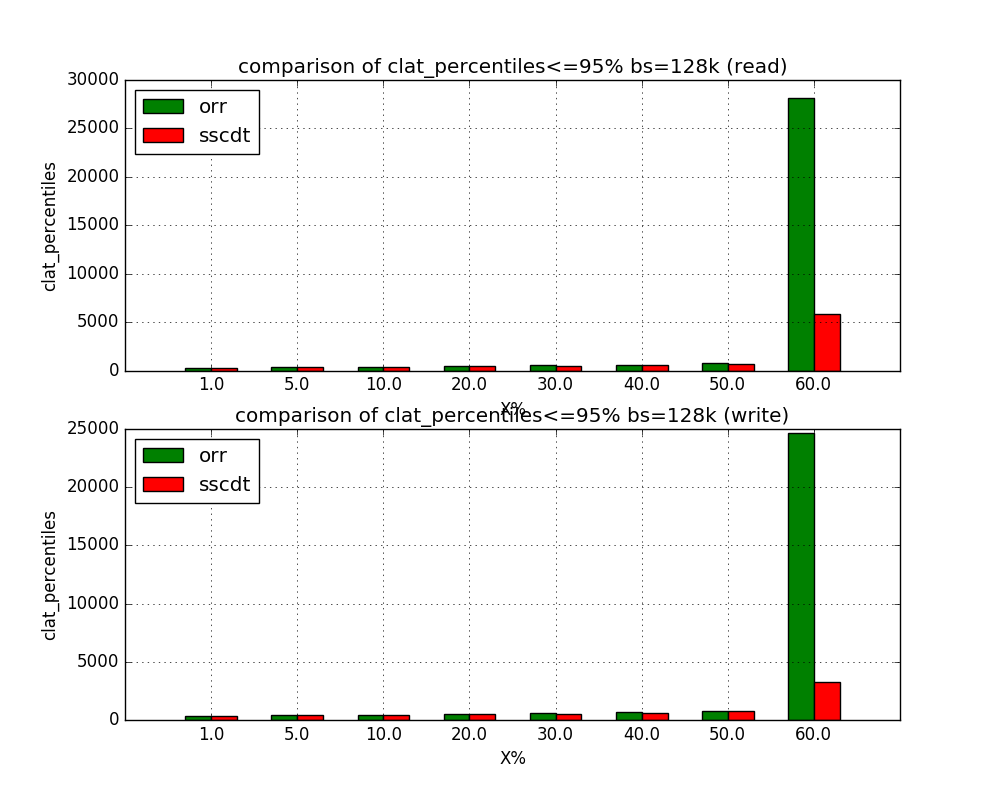 comparison of clat_percentiles<=95% bs=128k (read)
30000
25000
20000
15000
10000
5000
0
clat_percentiles
orr
sscdt
1.0 5.0 10.0 20.0 30.0 40.0 50.0 60.0
X%
comparison of clat_percentiles<=95% bs=128k (write)
25000
20000
15000
10000
5000
0
clat_percentiles
orr
sscdt
1.0 5.0 10.0 20.0 30.0 40.0 50.0 60.0
X%